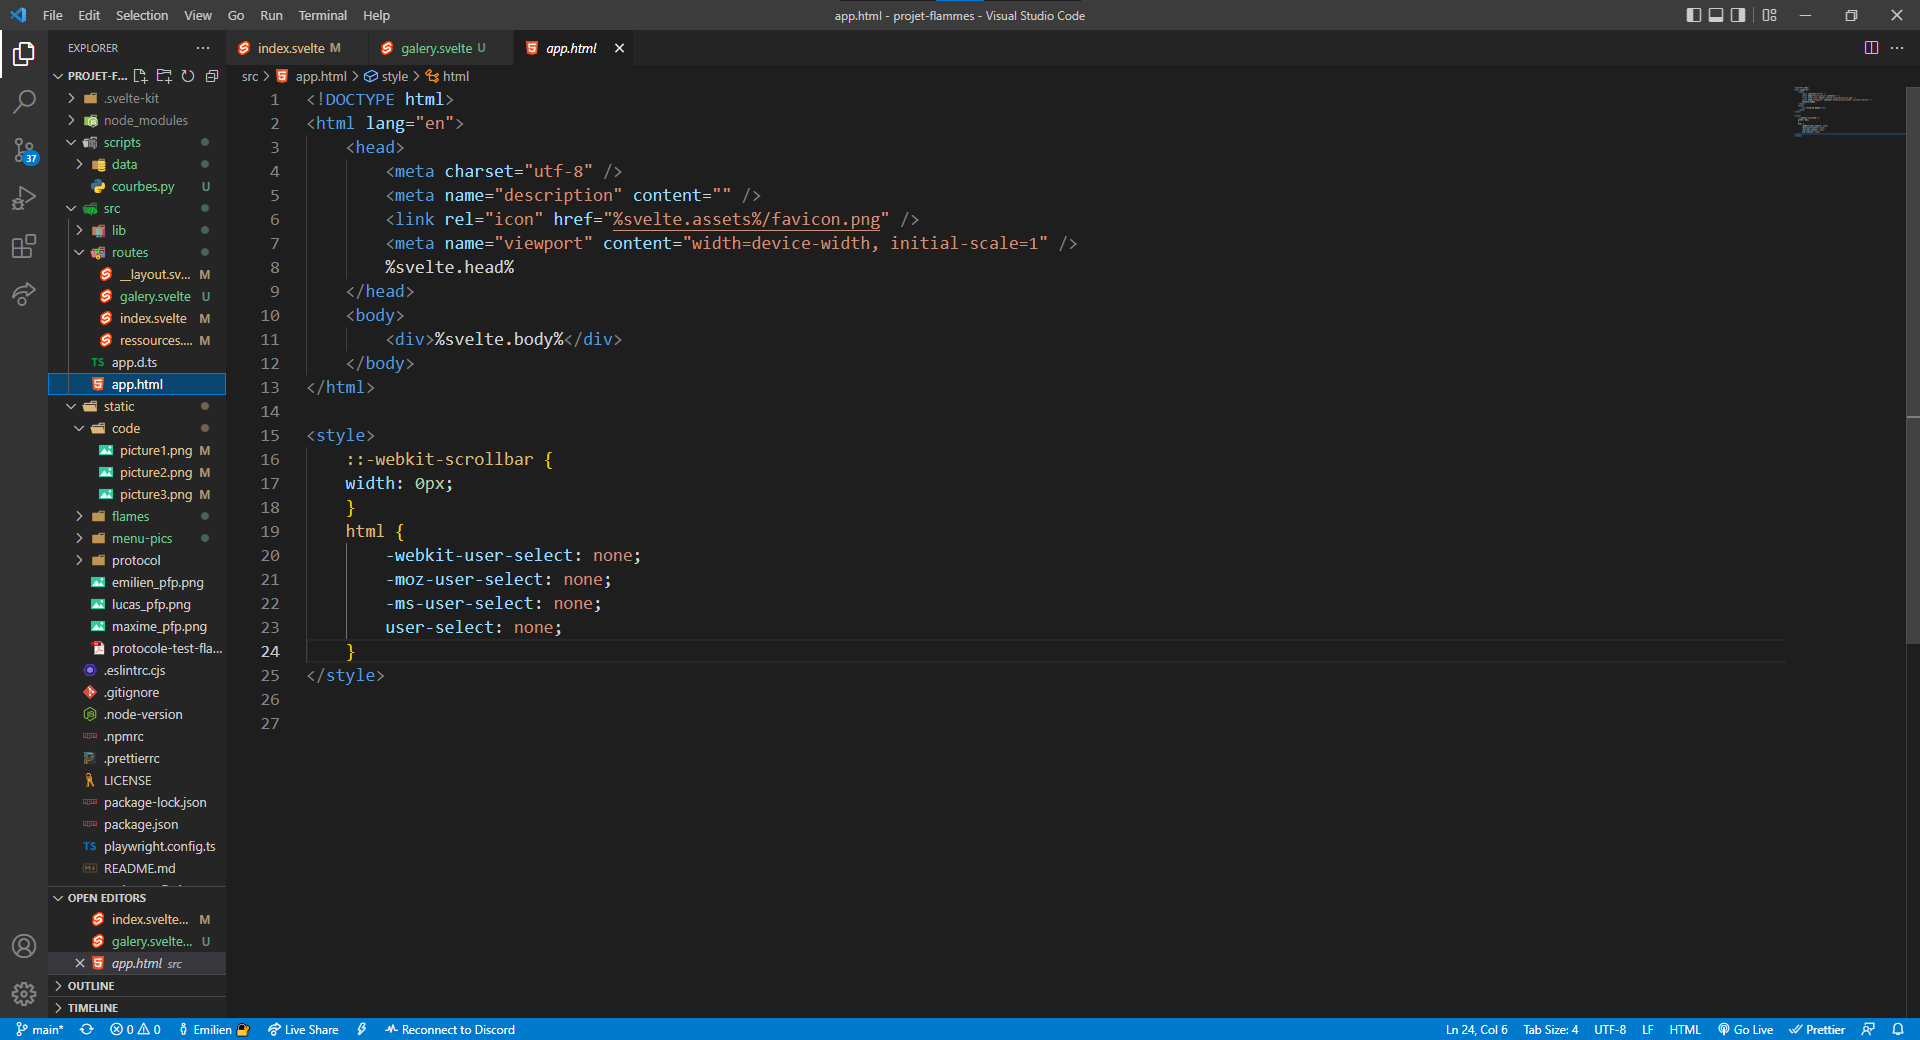 File Edit Selection View Go Run Terminal Help
app.html - projet-flammes - Visual Studio Code
EXPLORER
PROJET-F...
.svelte-kit
node_modules
scripts
data
courbes.py U
src
lib
routes
__layout.sv... M
galery.svelte U
index.svelte M
ressources.... M
TS app.d.ts
app.html
static
code
picture1.png M
picture2.png M
picture3.png M
flames
menu-pics
protocol
emilien_pfp.png
lucas_pfp.png
maxime_pfp.png
protocole-test-fla...
.eslintrc.cjs
.gitignore
.node-version
.npmrc
.prettierrc
LICENSE
package-lock.json
package.json
TS playwright.config.ts
README.md
OPEN EDITORS
index.svelte... M
galery.svelte... U
app.html src
OUTLINE
TIMELINE
37
index.svelte M
galery.svelte U
app.html
src > app.html > style > html
1 <!DOCTYPE html>
2 <html lang="en">
3 <head>
4 <meta charset="utf-8" />
5 <meta name="description" content="" />
6 <link rel="icon" href="%svelte.assets%/favicon.png" />
7 <meta name="viewport" content="width=device-width, initial-scale=1" />
8 %svelte.head%
9 </head>
10 <body>
11 <div>%svelte.body%</div>
12 </body>
13 </html>
14
15 <style>
16 ::-webkit-scrollbar {
17 width: 0px;
18 }
19 html {
20 -webkit-user-select: none;
21 -moz-user-select: none;
22 -ms-user-select: none;
23 user-select: none;
24 }
25 </style>
26
27
main* 0 0 Emilien Live Share Reconnect to Discord
Ln 24, Col 6 Tab Size: 4 UTF-8 LF HTML Go Live Prettier